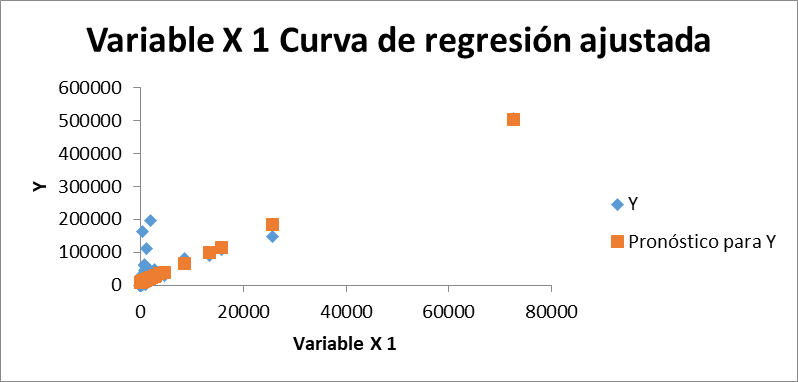 Variable X 1 Curva de regresión ajustada
600000
500000
400000
300000
200000
100000
0
Y
0
20000
40000
60000
80000
Variable X 1
Y
Pronóstico para Y